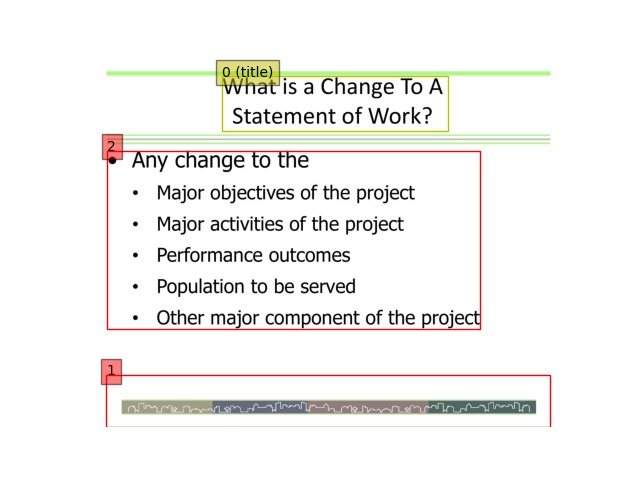 0 (title)
What is a Change To A
Statement of Work?
2
• Any change to the
• Major objectives of the project
• Major activities of the project
• Performance outcomes
• Population to be served
• Other major component of the project
1